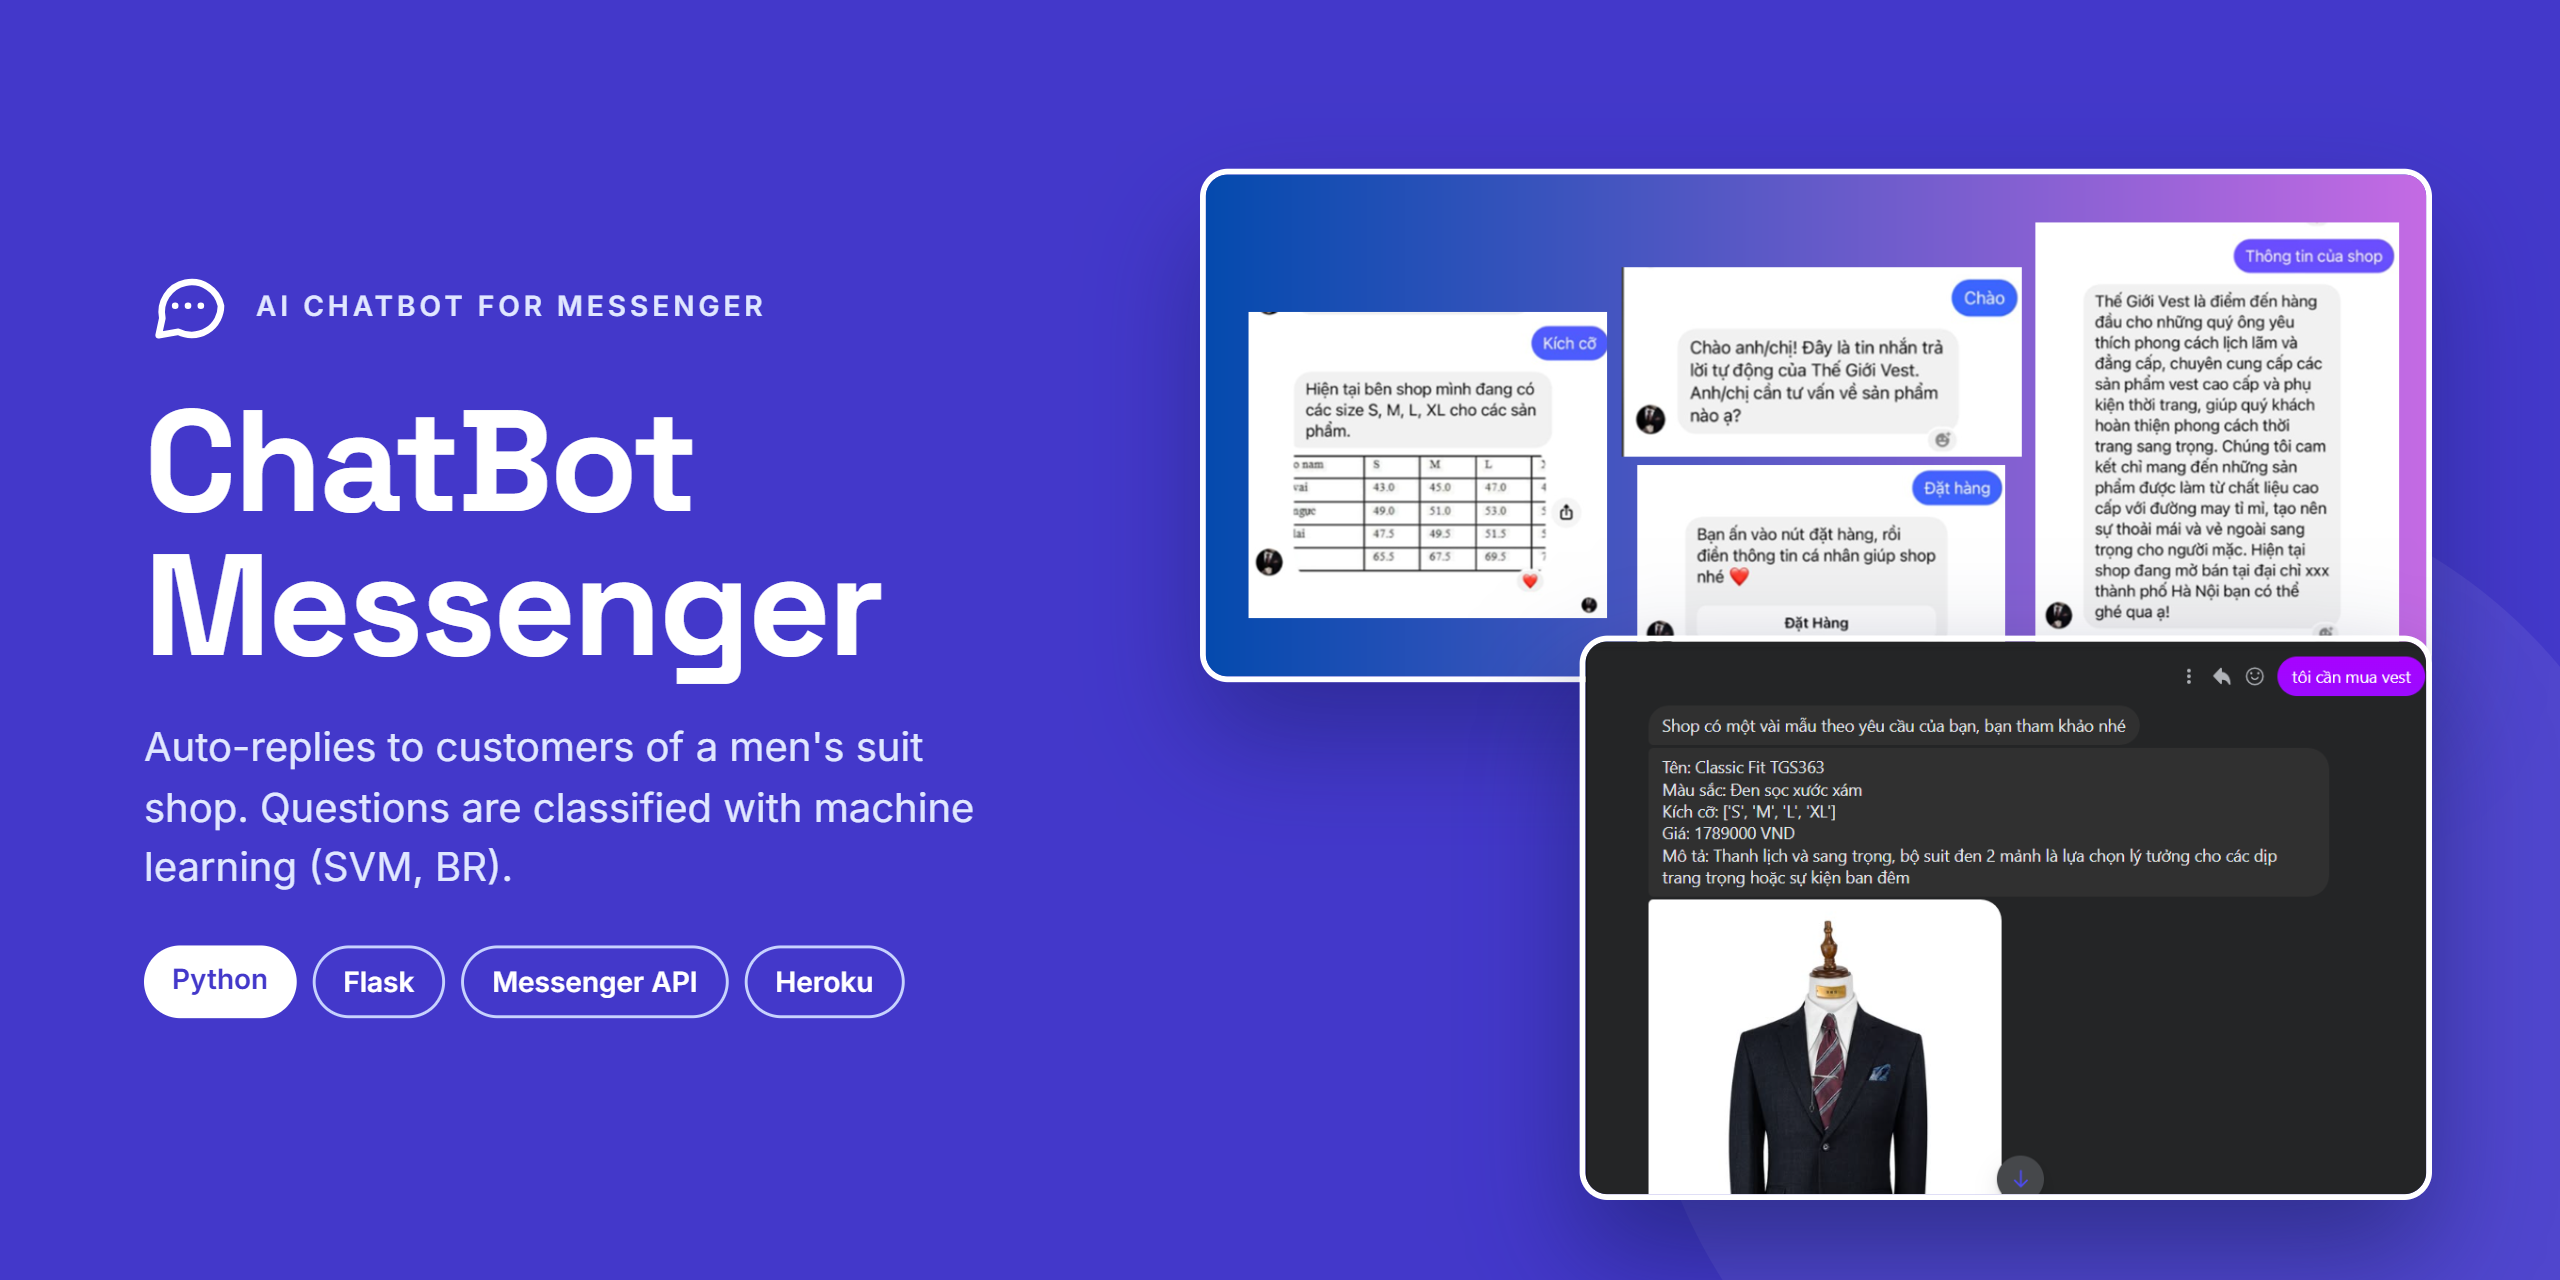 AI CHATBOT FOR MESSENGER
ChatBot
Messenger
Auto-replies to customers of a men's suit
shop. Questions are classified with machine
learning (SVM, BR).
Python
Flask
Messenger API
Heroku
Kích cỡ
Hiện tại bên shop mình đang có
các size S, M, L, XL cho các sản
phẩm.
o nam S M L
vai 43.0 45.0 47.0 4
nguc 49.0 51.0 53.0 5
lai 47.5 49.5 51.5 5
65.5 67.5 69.5 7
Chào
Chào anh/chị! Đây là tin nhắn trả
lời tự động của Thế Giới Vest.
Anh/chị cần tư vấn về sản phẩm
nào ạ?
Đặt hàng
Bạn ấn vào nút đặt hàng, rồi
điền thông tin cá nhân giúp shop
nhé ❤️
Đặt Hàng
Thông tin của shop
Thế Giới Vest là điểm đến hàng
đầu cho những quý ông yêu
thích phong cách lịch lãm và
đẳng cấp, chuyên cung cấp các
sản phẩm vest cao cấp và phụ
kiện thời trang, giúp quý khách
hoàn thiện phong cách thời
trang sang trọng. Chúng tôi cam
kết chỉ mang đến những sản
phẩm được làm từ chất liệu cao
cấp với đường may tỉ mỉ, tạo nên
sự thoải mái và vẻ ngoài sang
trọng cho người mặc. Hiện tại
shop đang mở bán tại đại chỉ xxx
thành phố Hà Nội bạn có thể
ghé qua ạ!
tôi cần mua vest
Shop có một vài mẫu theo yêu cầu của bạn, bạn tham khảo nhé
Tên: Classic Fit TGS363
Màu sắc: Đen sọc xước xám
Kích cỡ: ['S', 'M', 'L', 'XL']
Giá: 1789000 VND
Mô tả: Thanh lịch và sang trọng, bộ suit đen 2 mảnh là lựa chọn lý tưởng cho các dịp
trang trọng hoặc sự kiện ban đêm